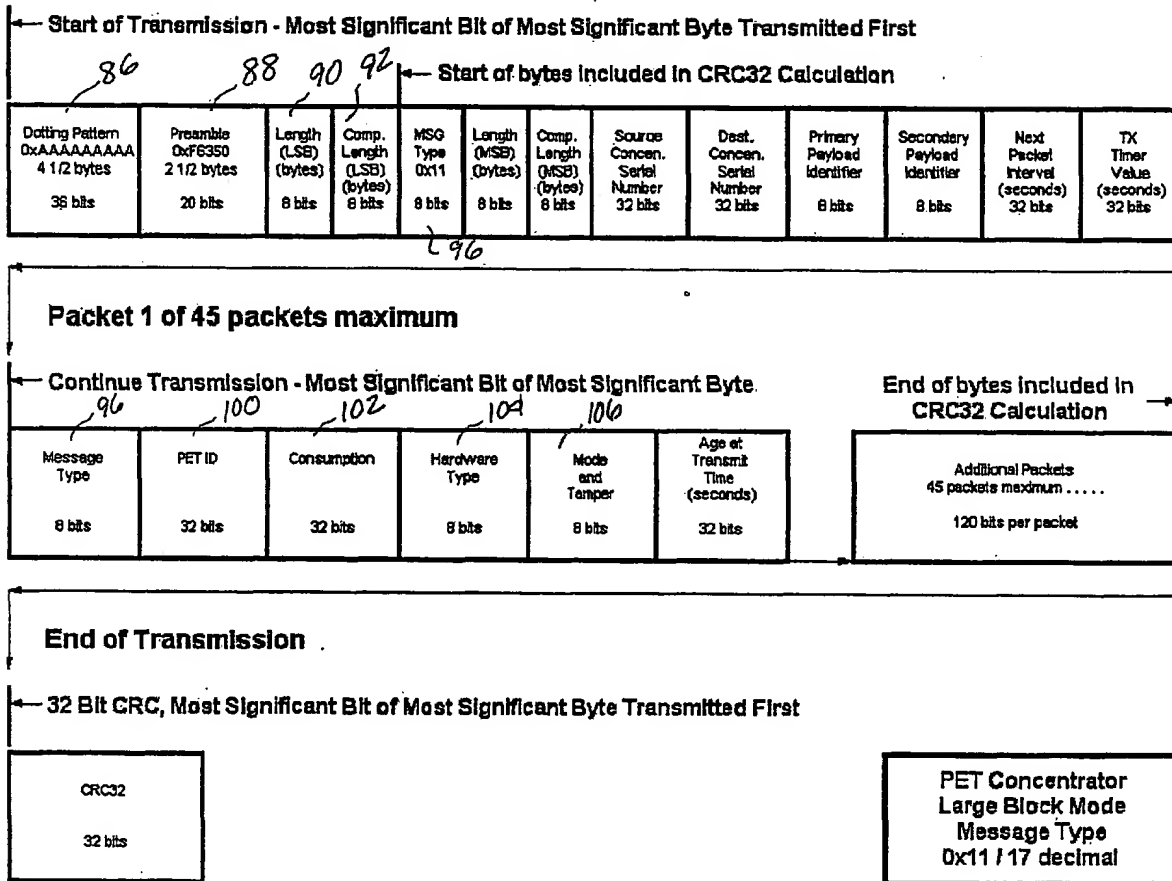 Start of Transmission - Most Significant Bit of Most Significant Byte Transmitted First
86
88
90
92
Start of bytes included in CRC32 Calculation
Dotting Pattern
0xAAAAAAAAA
4 1/2 bytes
36 bits
Preamble
0xF6350
2 1/2 bytes
20 bits
Length
(LSB)
(bytes)
8 bits
Comp.
Length
(LSB)
(bytes)
8 bits
MSG
Type
0x11
8 bits
Length
(MSB)
(bytes)
8 bits
Comp.
Length
(MSB)
(bytes)
8 bits
Source
Concen.
Serial
Number
32 bits
Dest.
Concen.
Serial
Number
32 bits
Primary
Payload
Identifier
8 bits
Secondary
Payload
Identifier
8 bits
Next
Packet
Interval
(seconds)
32 bits
TX
Timer
Value
(seconds)
32 bits
96
Packet 1 of 45 packets maximum
Continue Transmission - Most Significant Bit of Most Significant Byte.
End of bytes included in
CRC32 Calculation
96
100
102
104
106
Message
Type
8 bits
PET ID
32 bits
Consumption
32 bits
Hardware
Type
8 bits
Mode
and
Tamper
8 bits
Age at
Transmit
Time
(seconds)
32 bits
Additional Packets
45 packets maximum .....
120 bits per packet
End of Transmission
32 Bit CRC, Most Significant Bit of Most Significant Byte Transmitted First
CRC32
32 bits
PET Concentrator
Large Block Mode
Message Type
0x11 / 17 decimal